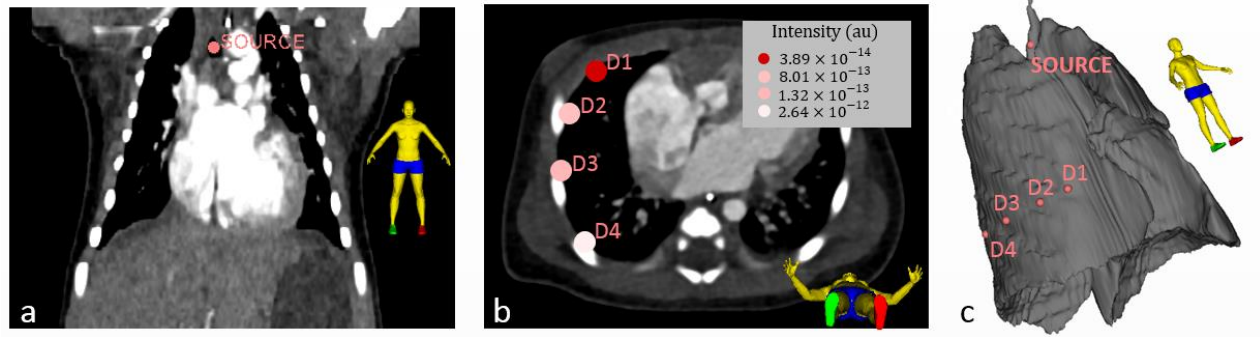 SOURCE
a
Intensity (au)
3.89 × 10⁻¹⁴
8.01 × 10⁻¹³
1.32 × 10⁻¹³
2.64 × 10⁻¹²
D1
D2
D3
D4
b
SOURCE
D1
D2
D3
D4
c